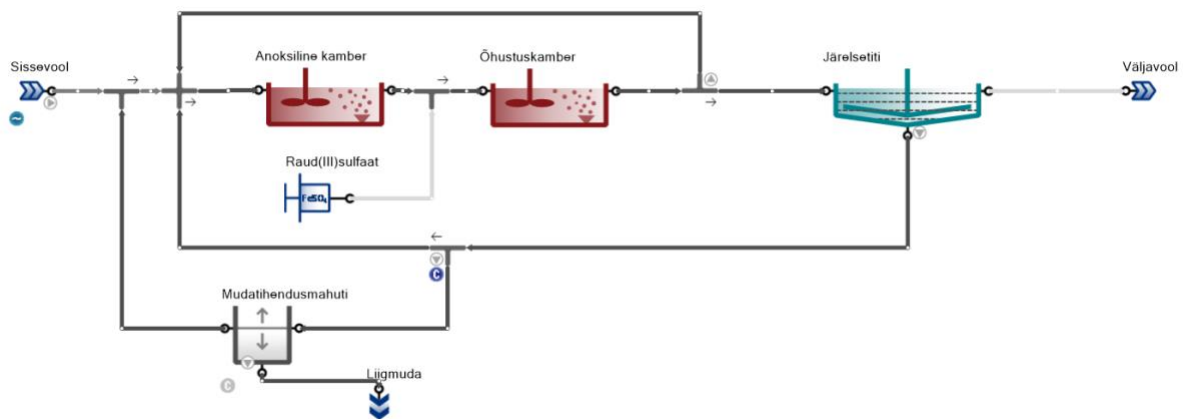 Sissevool
Anoksiline kamber
Õhustuskamber
Järelsetiti
Väljavool
Raud(III)sulfaat
FeSO₄
C
Mudatihendusmahuti
C
Liigmuda